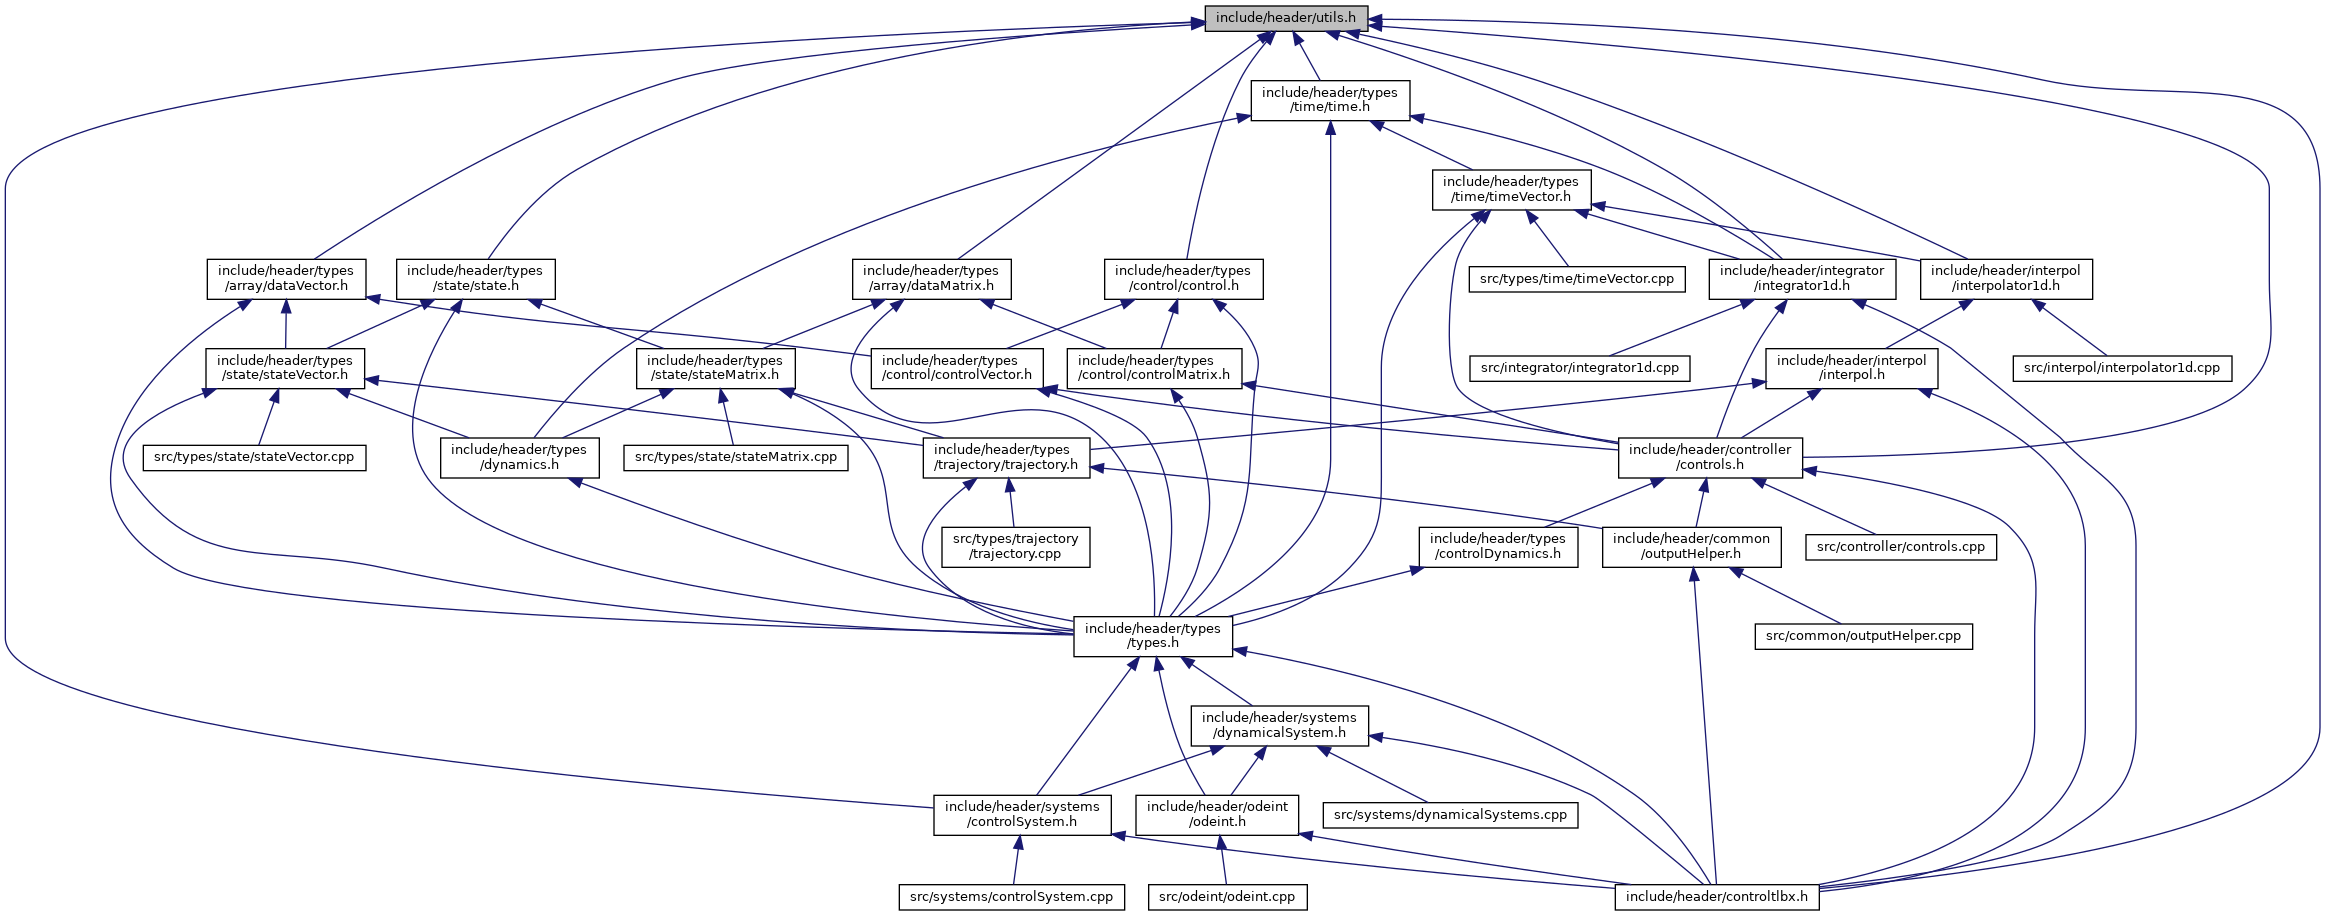 include/header/utils.h
include/header/types
/time/time.h
include/header/types
/time/timeVector.h
include/header/types
/array/dataVector.h
include/header/types
/state/state.h
include/header/types
/array/dataMatrix.h
include/header/types
/control/control.h
src/types/time/timeVector.cpp
include/header/integrator
/integrator1d.h
include/header/interpol
/interpolator1d.h
include/header/types
/state/stateVector.h
include/header/types
/state/stateMatrix.h
include/header/types
/control/controlVector.h
include/header/types
/control/controlMatrix.h
src/integrator/integrator1d.cpp
include/header/interpol
/interpol.h
src/interpol/interpolator1d.cpp
src/types/state/stateVector.cpp
include/header/types
/dynamics.h
src/types/state/stateMatrix.cpp
include/header/types
/trajectory/trajectory.h
include/header/controller
/controls.h
src/types/trajectory
/trajectory.cpp
include/header/types
/controlDynamics.h
include/header/common
/outputHelper.h
src/controller/controls.cpp
include/header/types
/types.h
src/common/outputHelper.cpp
include/header/systems
/dynamicalSystem.h
include/header/systems
/controlSystem.h
include/header/odeint
/odeint.h
src/systems/dynamicalSystems.cpp
src/systems/controlSystem.cpp
src/odeint/odeint.cpp
include/header/controltlbx.h